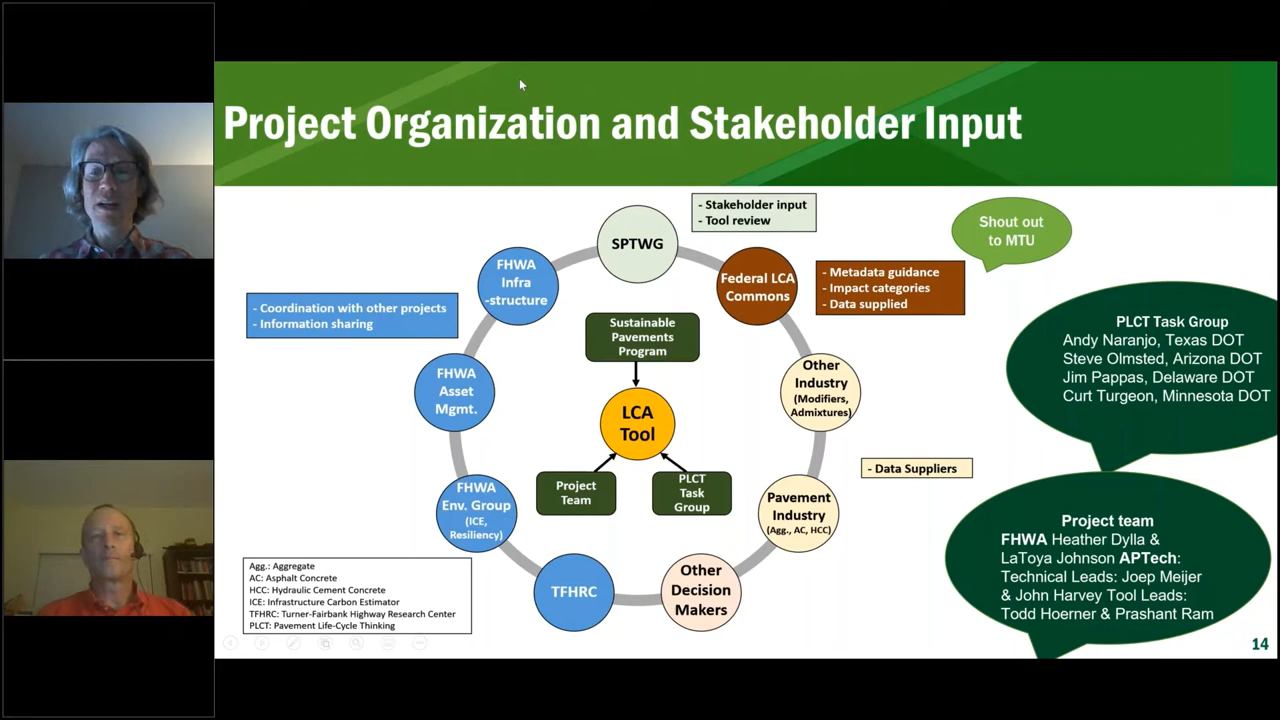 Project Organization and Stakeholder Input
- Stakeholder input
- Tool review
Shout out
to MTU
SPTWG
FHWA
Infra
-structure
Federal LCA
Commons
- Metadata guidance
- Impact categories
- Data supplied
- Coordination with other projects
- Information sharing
Sustainable
Pavements
Program
PLCT Task Group
Andy Naranjo, Texas DOT
Steve Olmsted, Arizona DOT
Jim Pappas, Delaware DOT
Curt Turgeon, Minnesota DOT
FHWA
Asset
Mgmt.
LCA
Tool
Other
Industry
(Modifiers,
Admixtures)
- Data Suppliers
FHWA
Env. Group
(ICE,
Resiliency)
Project
Team
PLCT
Task
Group
Pavement
Industry
(Agg., AC, HCC)
Project team
FHWA Heather Dylla &
LaToya Johnson APTech:
Technical Leads: Joep Meijer
& John Harvey Tool Leads:
Todd Hoerner & Prashant Ram
TFHRC
Other
Decision
Makers
Agg.: Aggregate
AC: Asphalt Concrete
HCC: Hydraulic Cement Concrete
ICE: Infrastructure Carbon Estimator
TFHRC: Turner-Fairbank Highway Research Center
PLCT: Pavement Life-Cycle Thinking
14